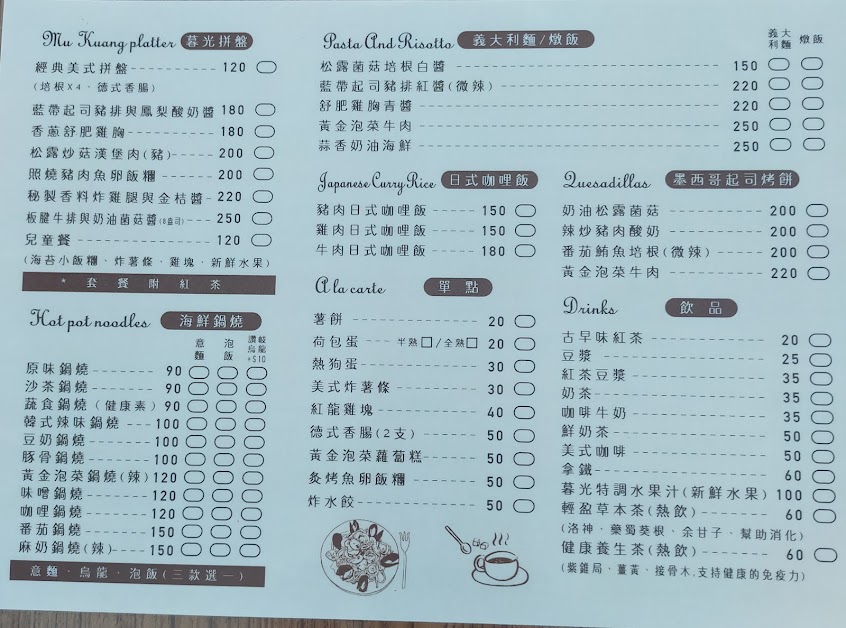 Mu Kuang platter 暮光拼盤
經典美式拼盤 120
(培根X4、德式香腸)
藍帶起司豬排與鳳梨酸奶醬 180
香蔥舒肥雞胸 180
松露炒菇漢堡肉(豬) 200
照燒豬肉魚卵飯糰 200
秘製香料炸雞腿與金桔醬 220
板腱牛排與奶油菌菇醬(8盎司) 250
兒童餐 120
(海苔小飯糰、炸薯條、雞塊、新鮮水果)
*套餐附紅茶
Hot pot noodles 海鮮鍋燒
意麵 泡飯 讚岐烏龍+$10
原味鍋燒 90
沙茶鍋燒 90
蔬食鍋燒(健康素) 90
韓式辣味鍋燒 100
豆奶鍋燒 100
豚骨鍋燒 100
黃金泡菜鍋燒(辣) 120
味噌鍋燒 120
咖哩鍋燒 120
番茄鍋燒 150
麻奶鍋燒(辣) 150
意麵、烏龍、泡飯(三款選一)
Pasta And Risotto 義大利麵/燉飯
義大利麵 燉飯
松露菌菇培根白醬 150
藍帶起司豬排紅醬(微辣) 220
舒肥雞胸青醬 220
黃金泡菜牛肉 250
蒜香奶油海鮮 250
Japanese Curry Rice 日式咖哩飯
豬肉日式咖哩飯 150
雞肉日式咖哩飯 150
牛肉日式咖哩飯 180
Quesadillas 墨西哥起司烤餅
奶油松露菌菇 200
辣炒豬肉酸奶 200
番茄鮪魚培根(微辣) 200
黃金泡菜牛肉 220
A la carte 單點
薯餅 20
荷包蛋 半熟□/全熟□ 20
熱狗蛋 30
美式炸薯條 30
紅龍雞塊 40
德式香腸(2支) 50
黃金泡菜蘿蔔糕 50
炙烤魚卵飯糰 50
炸水餃 50
Drinks 飲品
古早味紅茶 20
豆漿 25
紅茶豆漿 35
奶茶 35
咖啡牛奶 35
鮮奶茶 50
美式咖啡 50
拿鐵 60
暮光特調水果汁(新鮮水果) 100
輕盈草本茶(熱飲) 60
(洛神、藥蜀葵根、余甘子、幫助消化)
健康養生茶(熱飲) 60
(紫錐局、薑黃、接骨木,支持健康的免疫力)